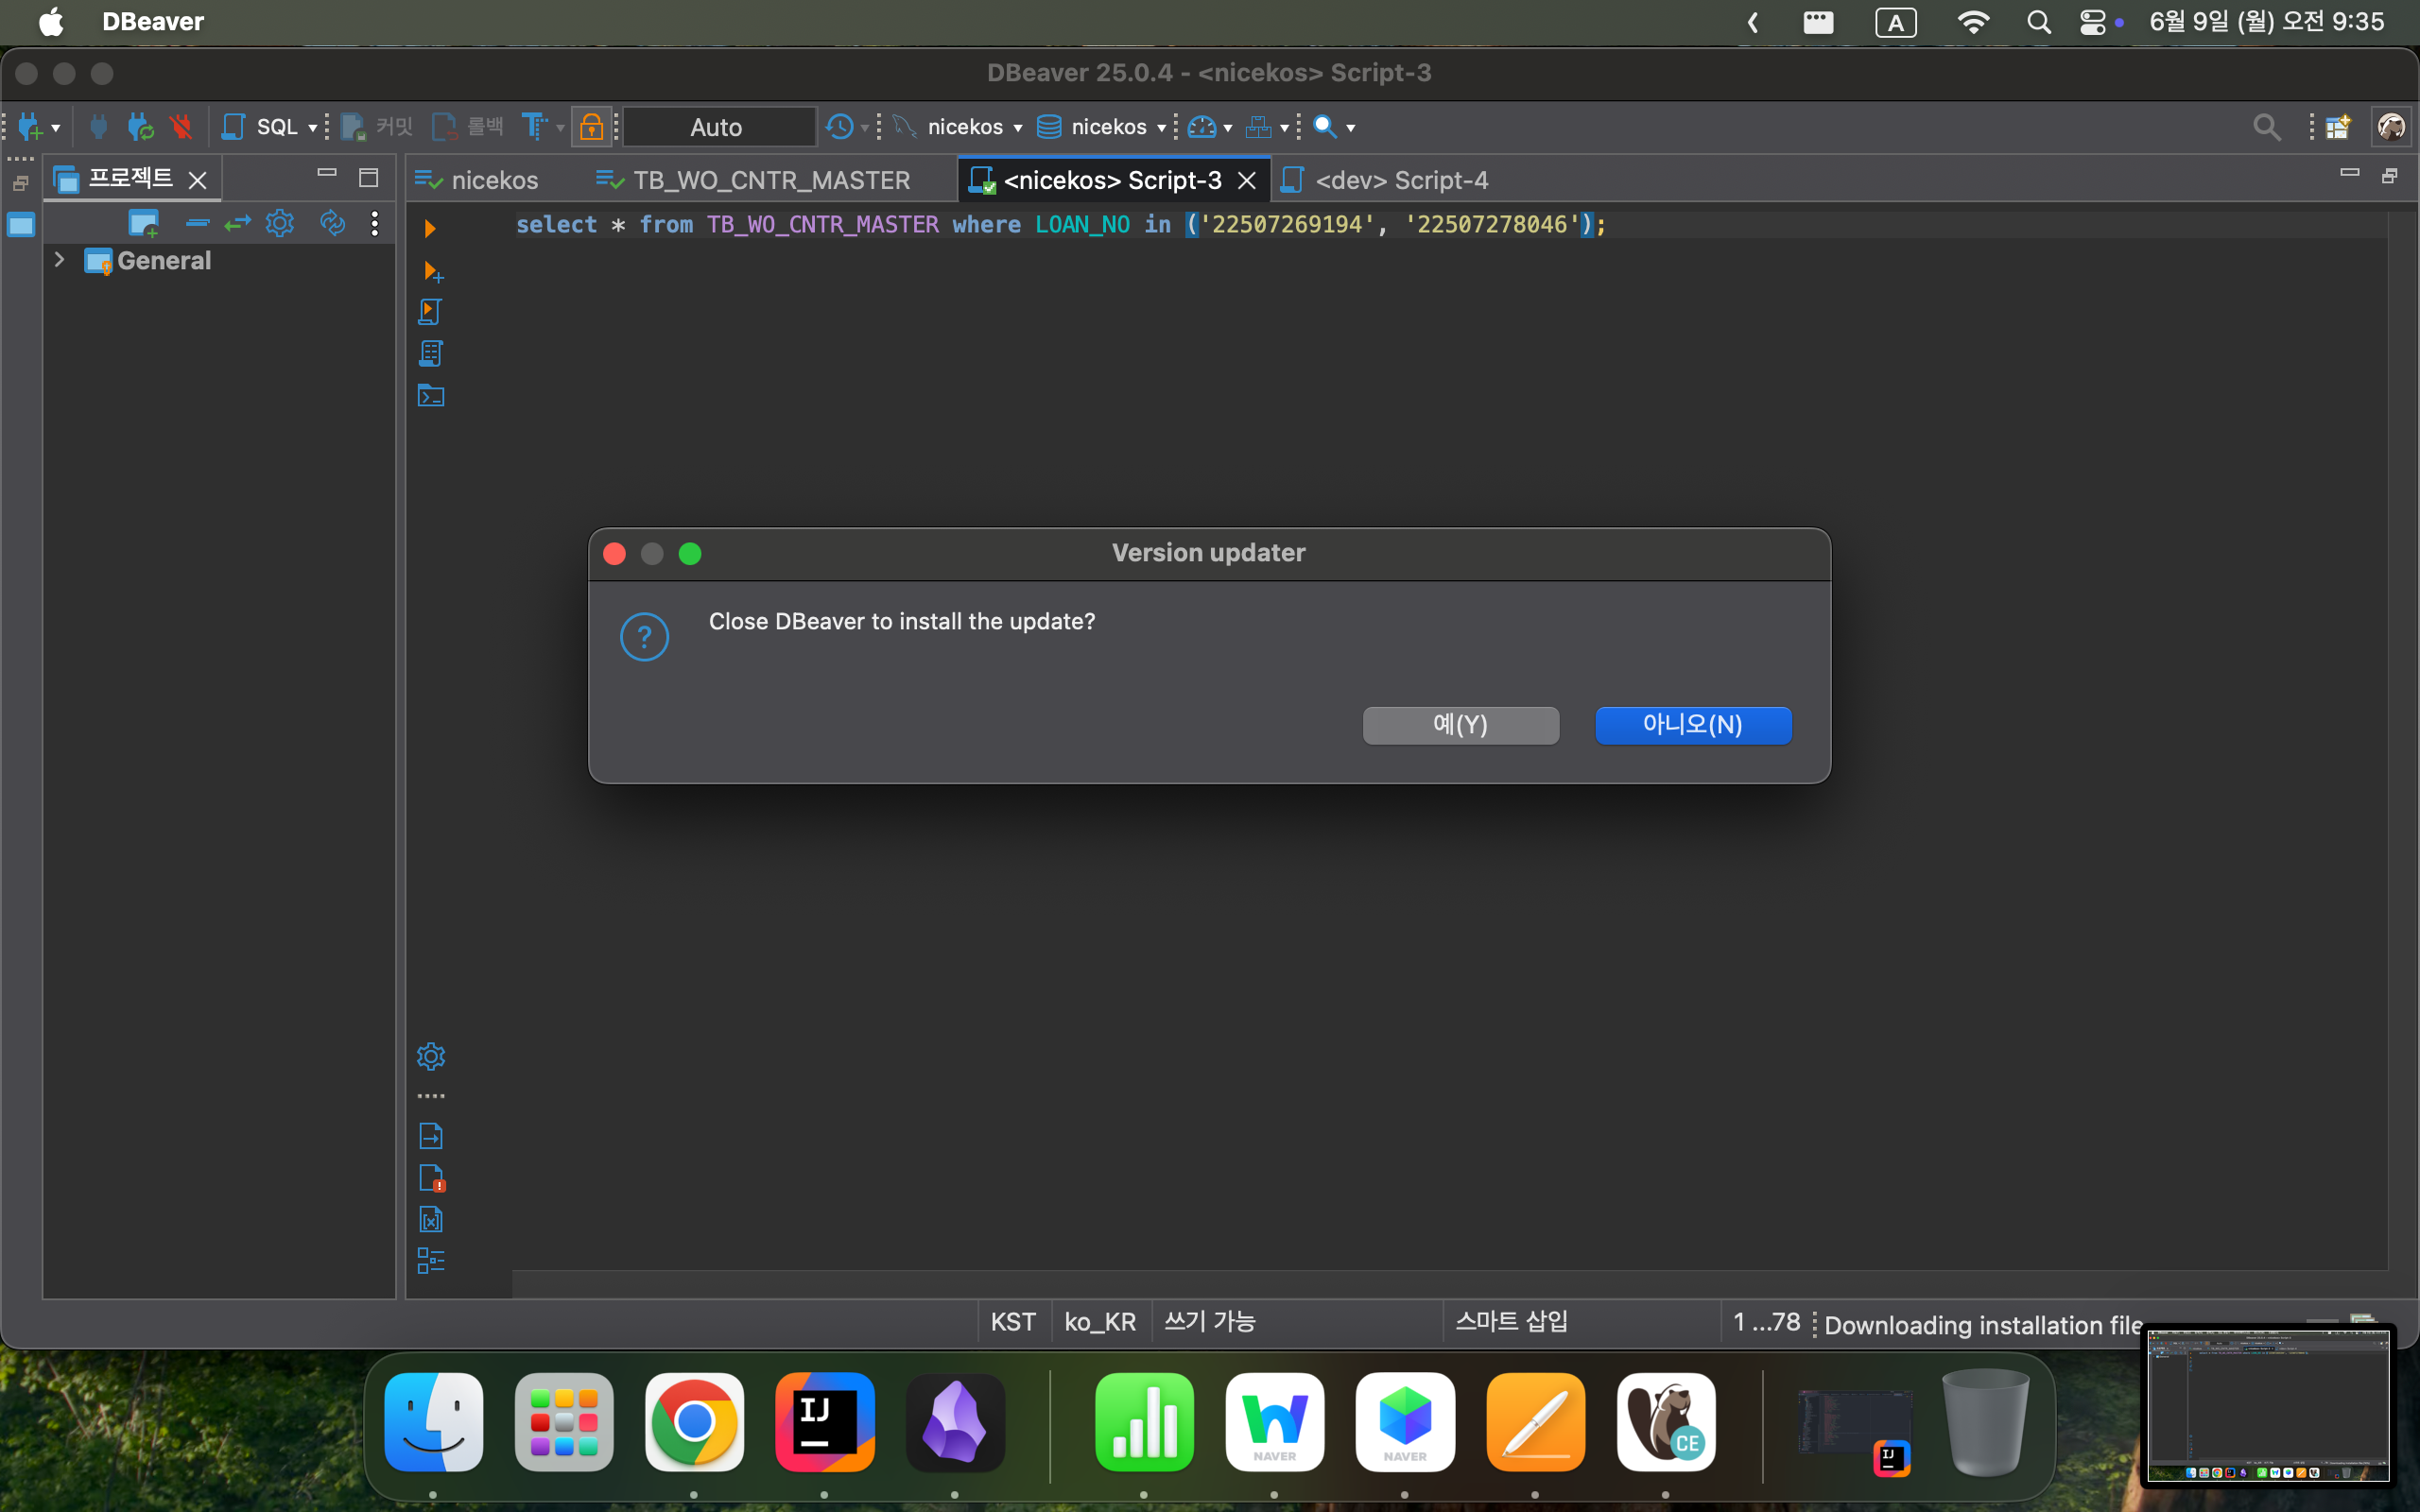 DBeaver
A
6월 9일 (월) 오전 9:35
DBeaver 25.0.4 - <nicekos> Script-3
SQL
커밋
롤백
Auto
nicekos
nicekos
프로젝트
nicekos
TB_WO_CNTR_MASTER
<nicekos> Script-3
<dev> Script-4
General
select * from TB_WO_CNTR_MASTER where LOAN_NO in ('22507269194', '22507278046');
Version updater
?
Close DBeaver to install the update?
예(Y)
아니오(N)
KST
ko_KR
쓰기 가능
스마트 삽입
1 ...78
Downloading installation file
IJ
NAVER
NAVER
CE
IJ